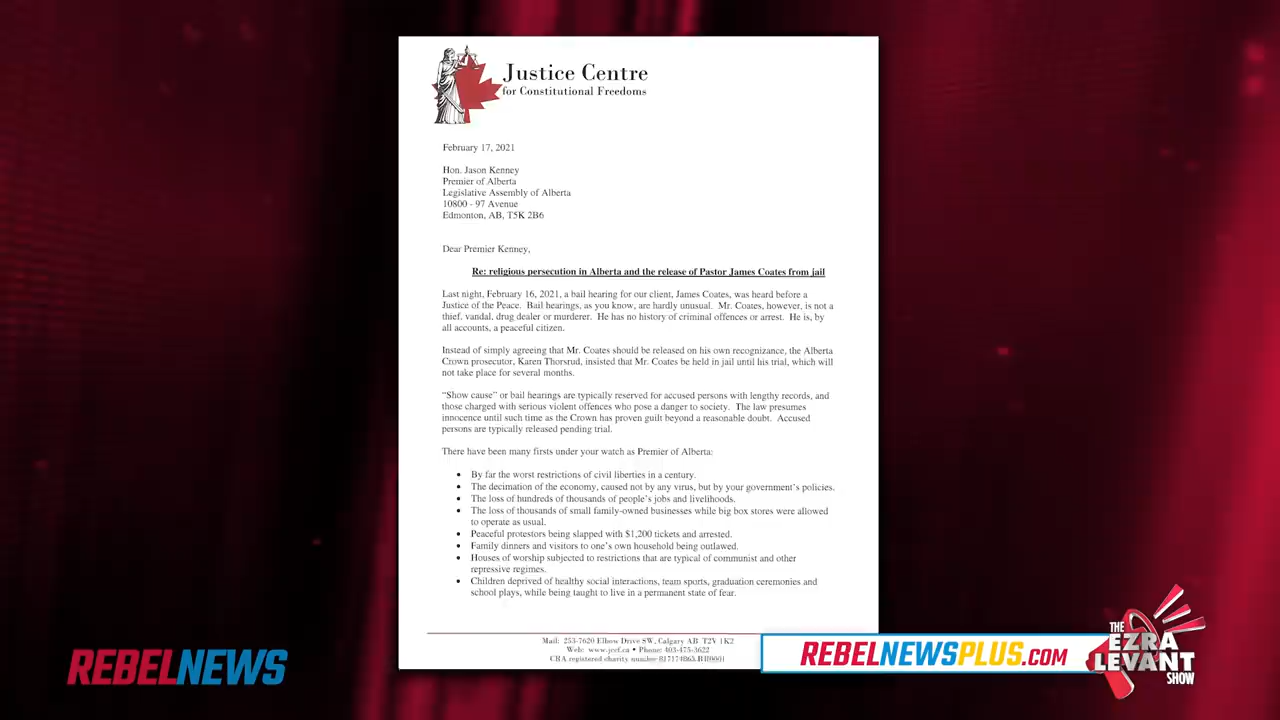 Justice Centre
for Constitutional Freedoms
February 17, 2021
Hon. Jason Kenney
Premier of Alberta
Legislative Assembly of Alberta
10800 - 97 Avenue
Edmonton, AB, T5K 2B6
Dear Premier Kenney,
Re: religious persecution in Alberta and the release of Pastor James Coates from jail
Last night, February 16, 2021, a bail hearing for our client, James Coates, was heard before a
Justice of the Peace. Bail hearings, as you know, are hardly unusual. Mr. Coates, however, is not a
thief, vandal, drug dealer or murderer. He has no history of criminal offences or arrest. He is, by
all accounts, a peaceful citizen.
Instead of simply agreeing that Mr. Coates should be released on his own recognizance, the Alberta
Crown prosecutor, Karen Thorsrud, insisted that Mr. Coates be held in jail until his trial, which will
not take place for several months.
“Show cause” or bail hearings are typically reserved for accused persons with lengthy records, and
those charged with serious violent offences who pose a danger to society. The law presumes
innocence until such time as the Crown has proven guilt beyond a reasonable doubt. Accused
persons are typically released pending trial.
There have been many firsts under your watch as Premier of Alberta:
• By far the worst restrictions of civil liberties in a century.
• The decimation of the economy, caused not by any virus, but by your government's policies.
• The loss of hundreds of thousands of people's jobs and livelihoods.
• The loss of thousands of small family-owned businesses while big box stores were allowed
to operate as usual.
• Peaceful protestors being slapped with $1,200 tickets and arrested.
• Family dinners and visitors to one's own household being outlawed.
• Houses of worship subjected to restrictions that are typical of communist and other
repressive regimes.
• Children deprived of healthy social interactions, team sports, graduation ceremonies and
school plays, while being taught to live in a permanent state of fear.
Mail: 253-7620 Elbow Drive SW, Calgary AB T2V 1K2
Web: www.jccf.ca • Phone: 403-475-3622
CRA registered charity number 817174865 RR0001
REBELNEWS
REBELNEWSPLUS.COM
THE
EZRA
LEVANT
SHOW